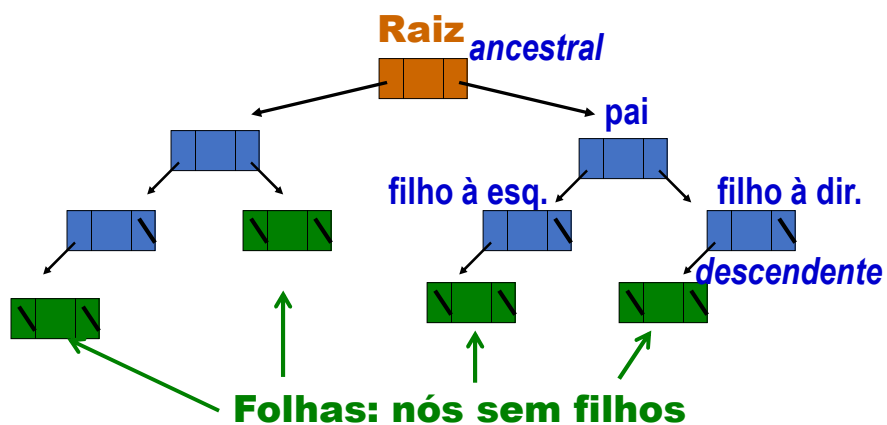 Raiz
ancestral
pai
filho à esq.
filho à dir.
descendente
Folhas: nós sem filhos